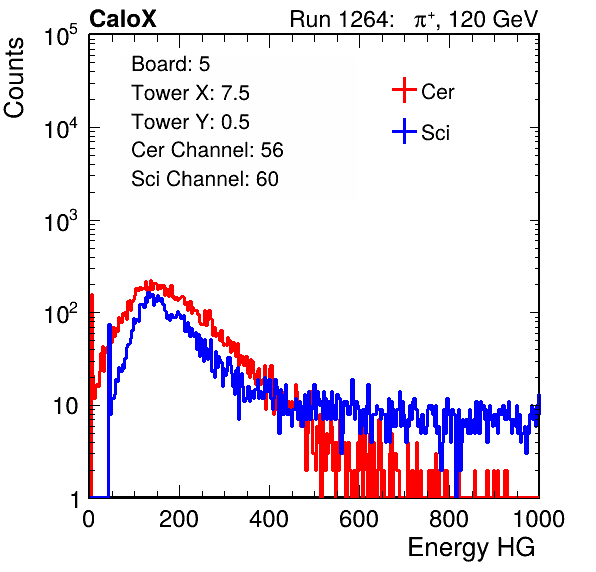 CaloX Run 1264: π⁺, 120 GeV
Counts
10⁵
10⁴
10³
10²
10
1
Board: 5
Tower X: 7.5
Tower Y: 0.5
Cer Channel: 56
Sci Channel: 60
Cer
Sci
0 200 400 600 800 1000
Energy HG